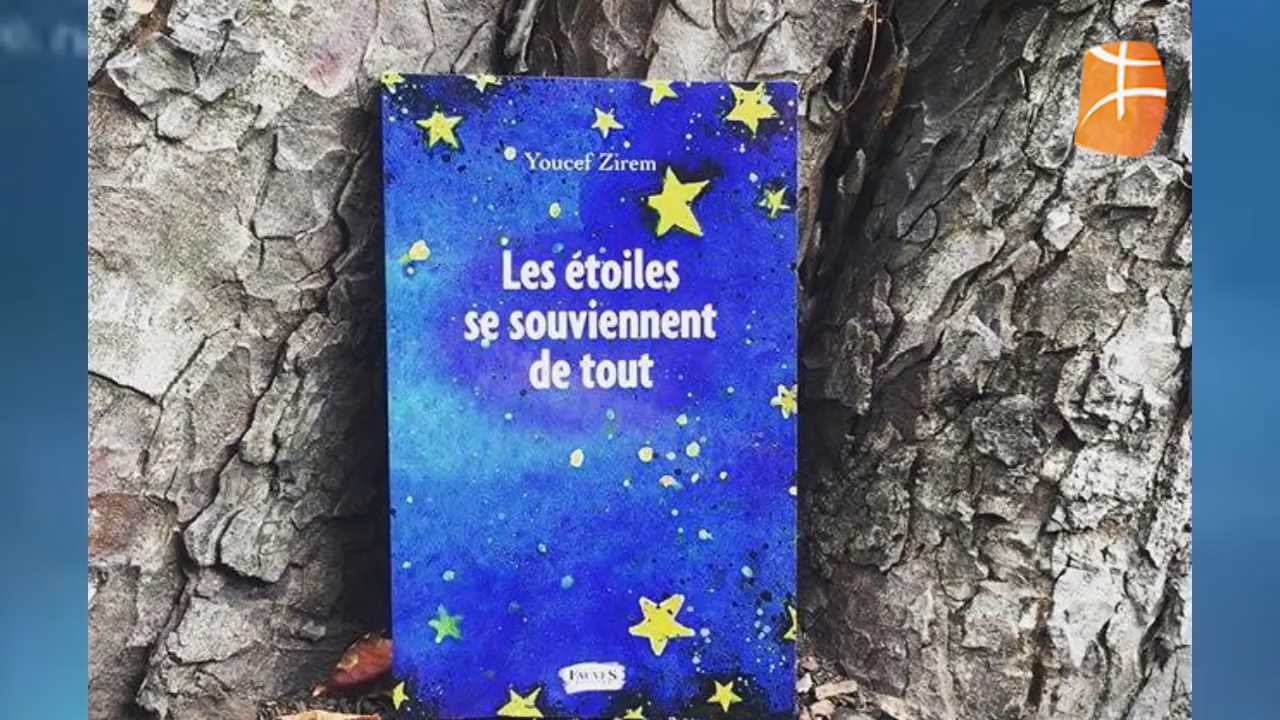 Youcef Zirem
Les étoiles
se souviennent
de tout
FAUVES